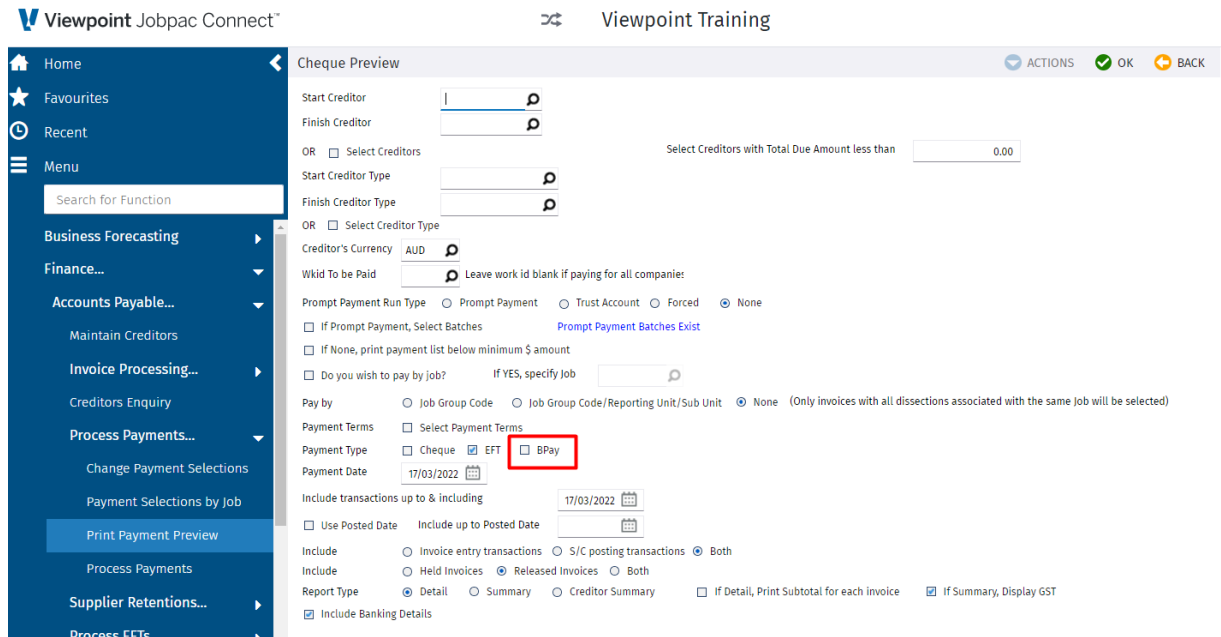 Viewpoint Jobpac Connect™
Viewpoint Training
Home
Favourites
Recent
Menu
Search for Function
Business Forecasting
Finance...
Accounts Payable...
Maintain Creditors
Invoice Processing...
Creditors Enquiry
Process Payments...
Change Payment Selections
Payment Selections by Job
Print Payment Preview
Process Payments
Supplier Retentions...
Process EFTs
Cheque Preview
ACTIONS OK BACK
Start Creditor
Finish Creditor
OR Select Creditors Select Creditors with Total Due Amount less than 0.00
Start Creditor Type
Finish Creditor Type
OR Select Creditor Type
Creditor's Currency AUD
Wkid To be Paid Leave work id blank if paying for all companies
Prompt Payment Run Type Prompt Payment Trust Account Forced None
If Prompt Payment, Select Batches Prompt Payment Batches Exist
If None, print payment list below minimum $ amount
Do you wish to pay by job? If YES, specify Job
Pay by Job Group Code Job Group Code/Reporting Unit/Sub Unit None (Only invoices with all dissections associated with the same Job will be selected)
Payment Terms Select Payment Terms
Payment Type Cheque EFT BPay
Payment Date 17/03/2022
Include transactions up to & including 17/03/2022
Use Posted Date Include up to Posted Date
Include Invoice entry transactions S/C posting transactions Both
Include Held Invoices Released Invoices Both
Report Type Detail Summary Creditor Summary If Detail, Print Subtotal for each invoice If Summary, Display GST
Include Banking Details